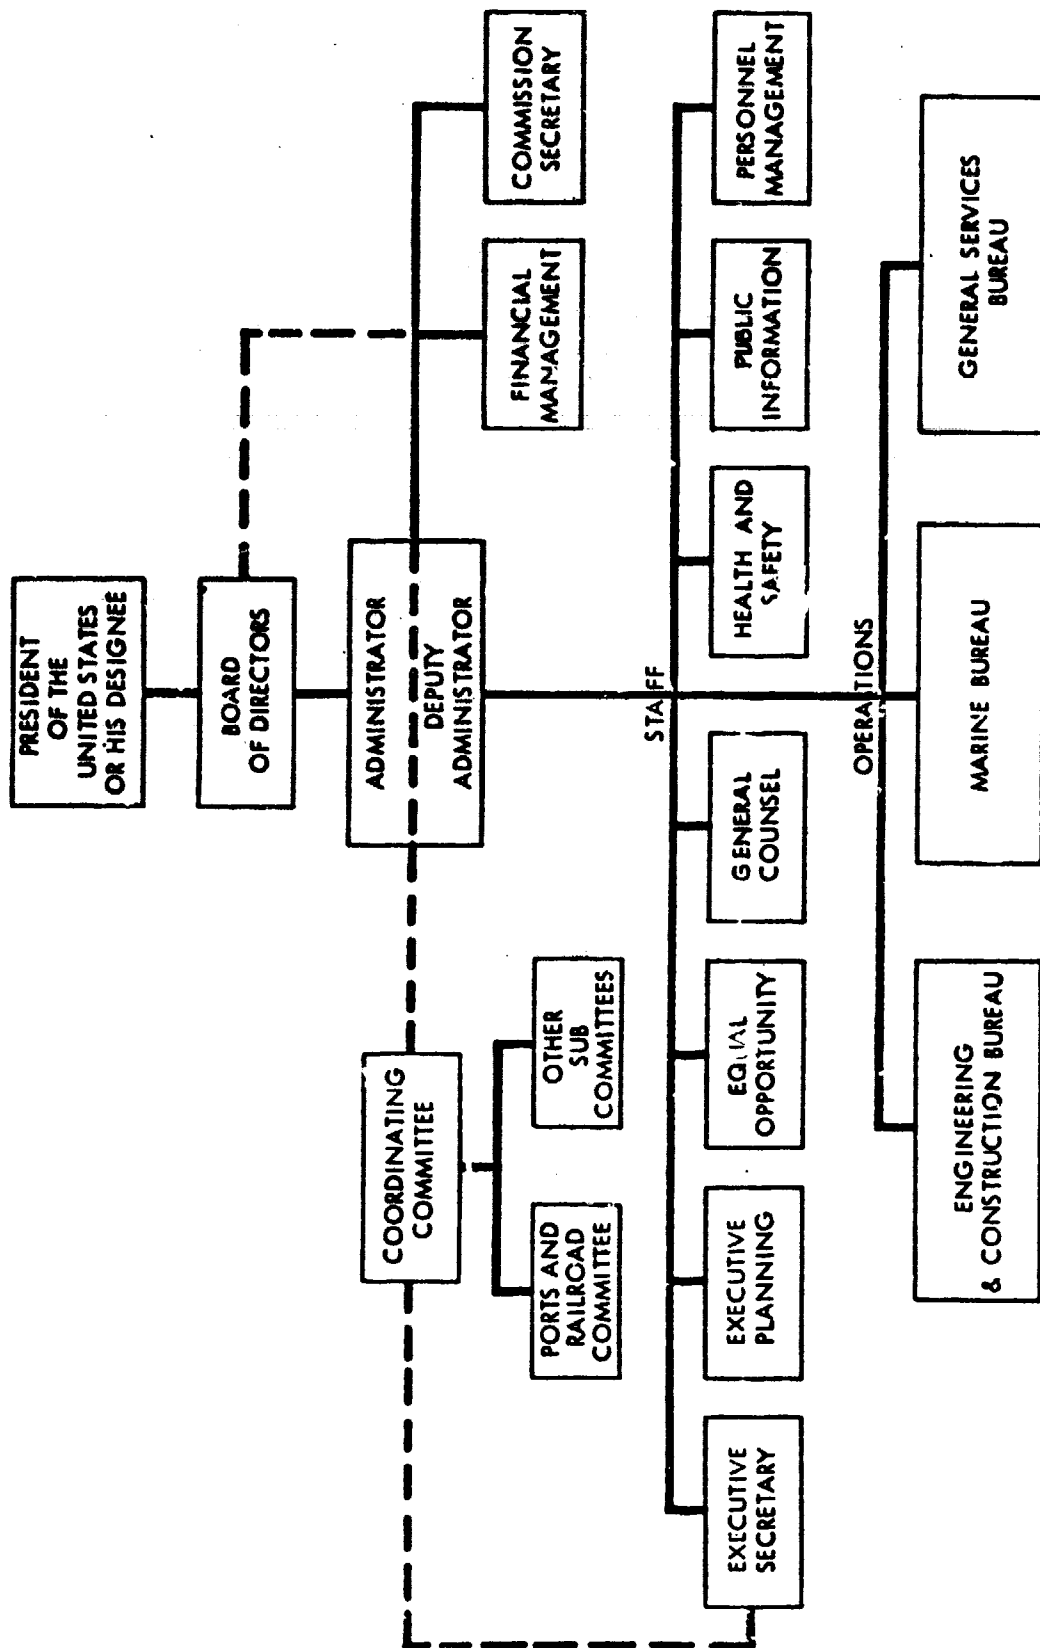 PRESIDENT
OF THE
UNITED STATES
OR HIS DESIGNEE
BOARD
OF DIRECTORS
ADMINISTRATOR
DEPUTY
ADMINISTRATOR
COORDINATING
COMMITTEE
PORTS AND
RAILROAD
COMMITTEE
OTHER
SUB
COMMITTEES
FINANCIAL
MANAGEMENT
COMMISSION
SECRETARY
STAFF
EXECUTIVE
SECRETARY
EXECUTIVE
PLANNING
EQUAL
OPPORTUNITY
GENERAL
COUNSEL
HEALTH AND
SAFETY
PUBLIC
INFORMATION
PERSONNEL
MANAGEMENT
OPERATIONS
ENGINEERING
& CONSTRUCTION BUREAU
MARINE BUREAU
GENERAL SERVICES
BUREAU